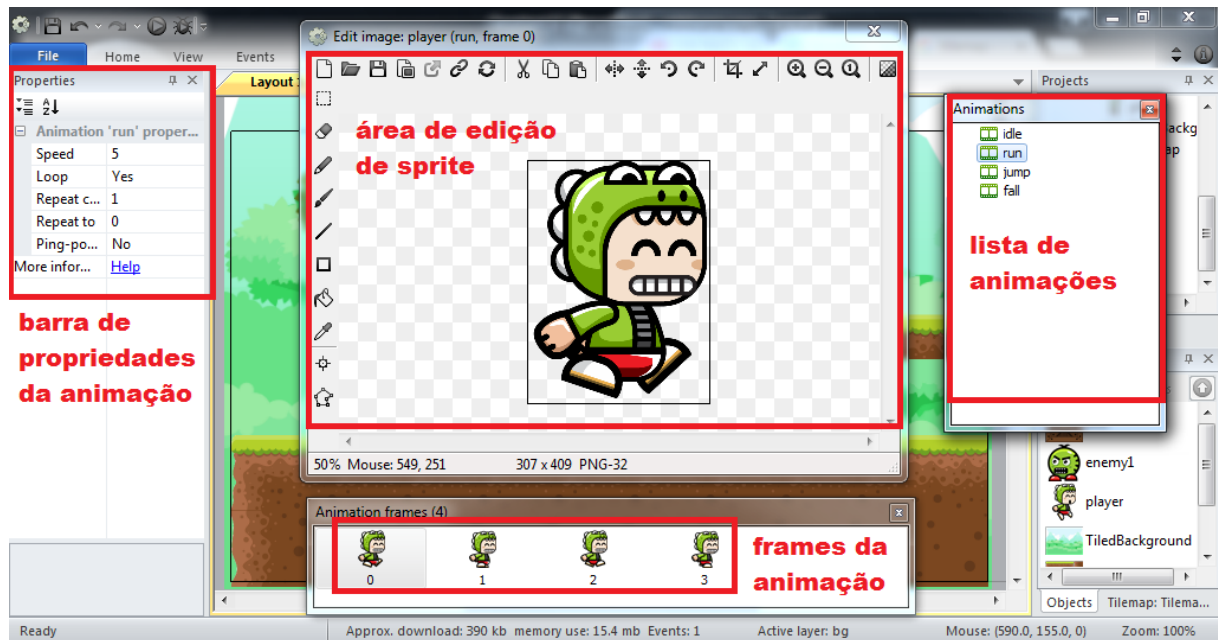 Edit image: player (run, frame 0)
File Home View Events
Properties
Layout
Projects
Animation 'run' proper...
Speed 5
Loop Yes
Repeat c... 1
Repeat to 0
Ping-po... No
More infor... Help
barra de
propriedades
da animação
área de edição
de sprite
50% Mouse: 549, 251 307 x 409 PNG-32
Animations
idle
run
jump
fall
lista de
animações
Animation frames (4)
0 1 2 3
frames da
animação
enemy1
player
TiledBackground
Objects Tilemap: Tilema...
Ready Approx. download: 390 kb memory use: 15.4 mb Events: 1 Active layer: bg Mouse: (590.0, 155.0, 0) Zoom: 100%